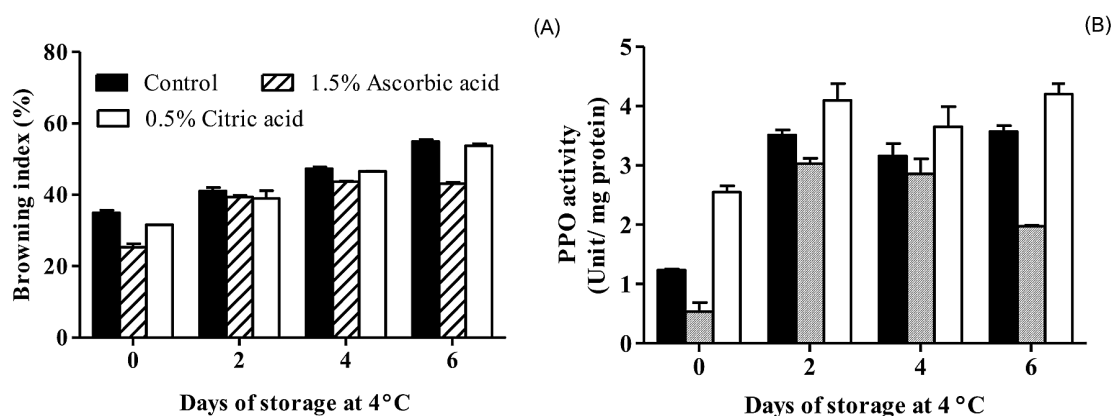 (A)
Browning index (%)
80
60
40
20
0
Control
1.5% Ascorbic acid
0.5% Citric acid
0 2 4 6
Days of storage at 4°C
(B)
PPO activity
(Unit/ mg protein)
5
4
3
2
1
0
0 2 4 6
Days of storage at 4 °C